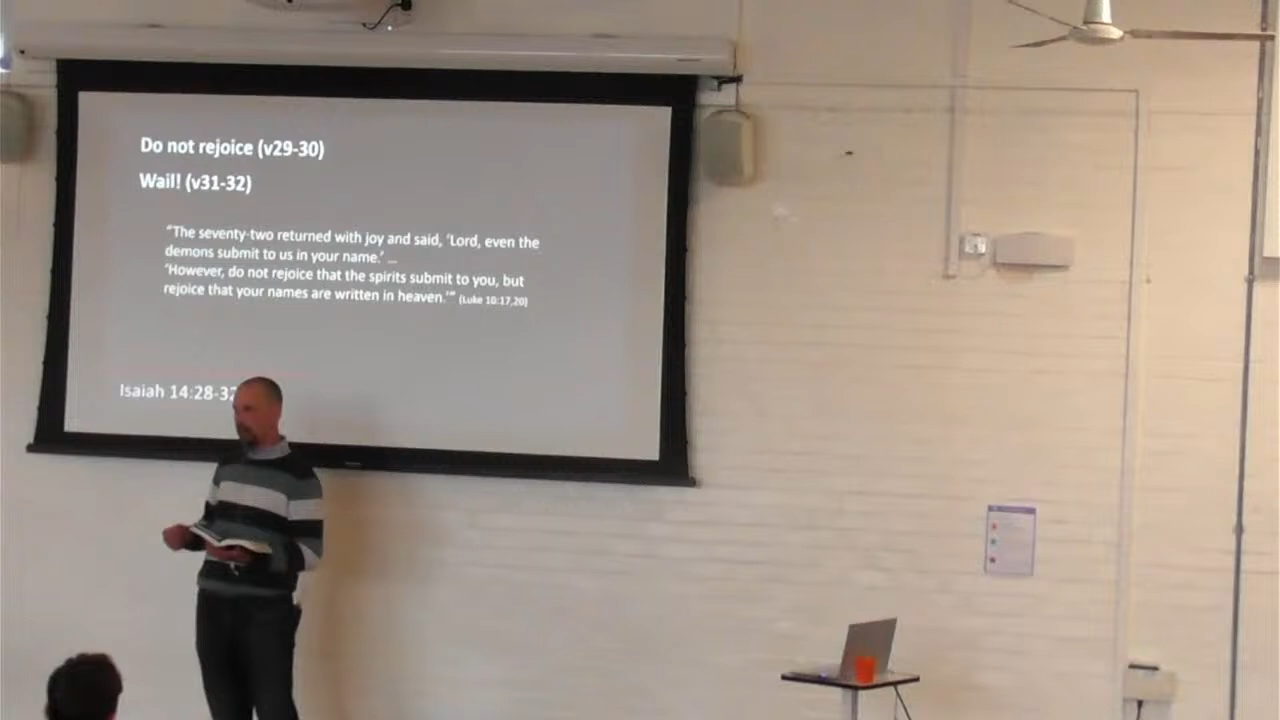 Do not rejoice (v29-30)
Wail! (v31-32)
“The seventy-two returned with joy and said, ‘Lord, even the
demons submit to us in your name.’ ...
‘However, do not rejoice that the spirits submit to you, but
rejoice that your names are written in heaven.’” (Luke 10:17,20)
Isaiah 14:28-32